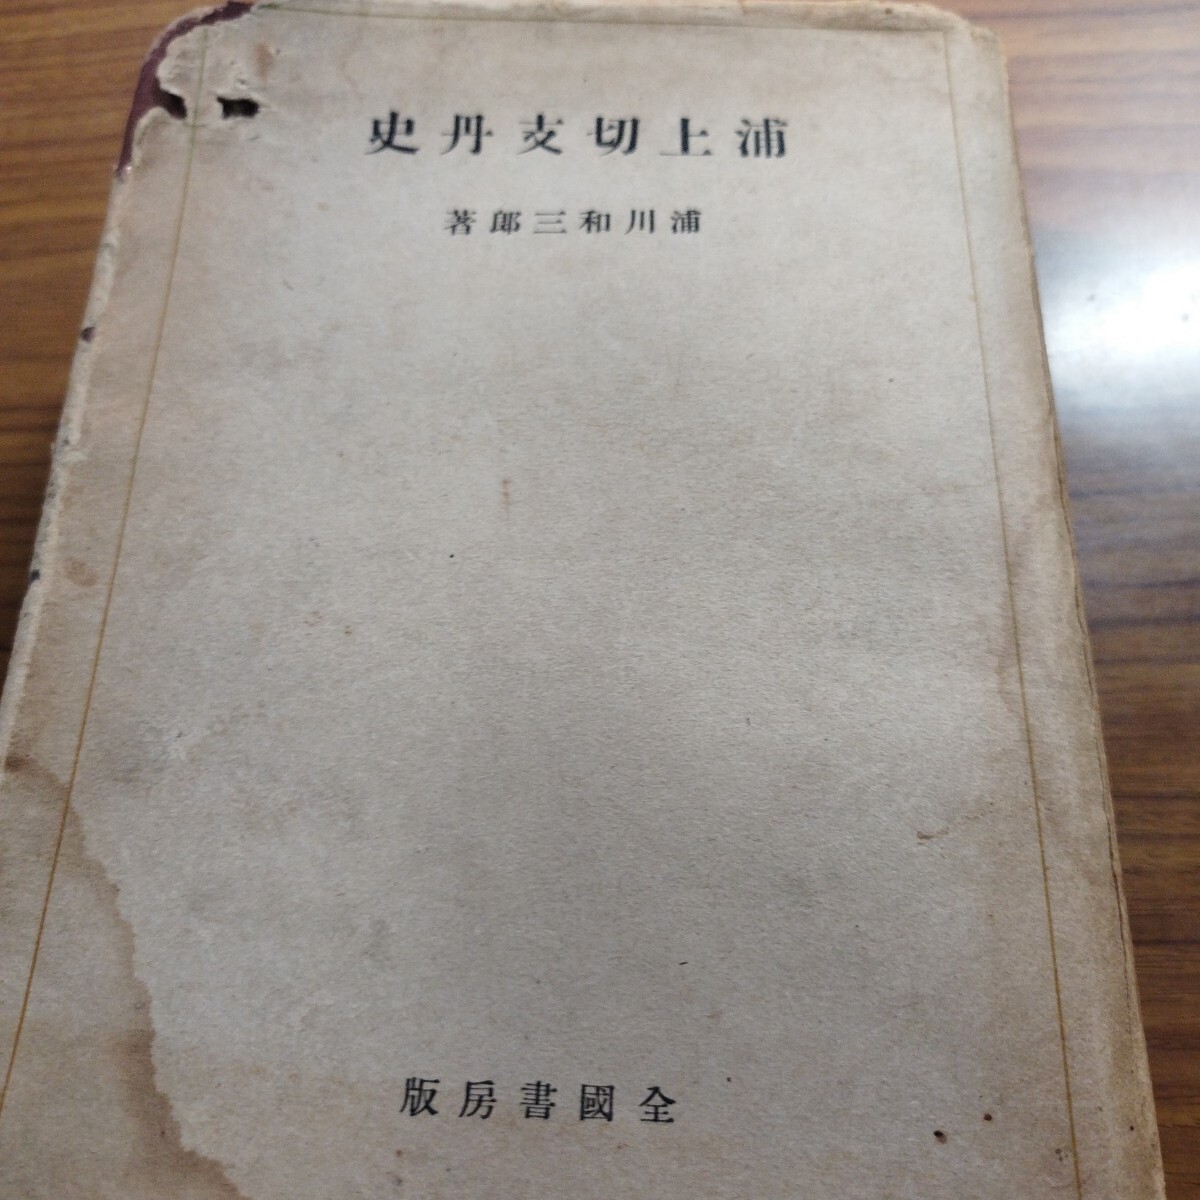 浦上切支丹史
浦川和三郎著
全國書房版